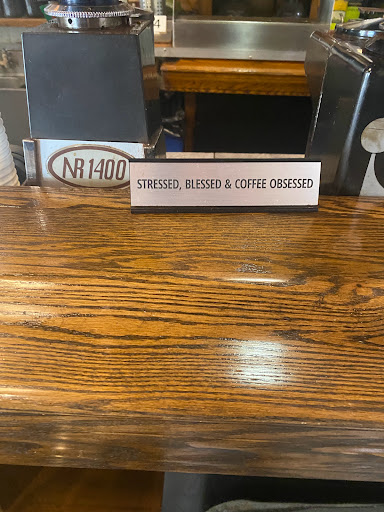 NR1400
STRESSED, BLESSED & COFFEE OBSESSED